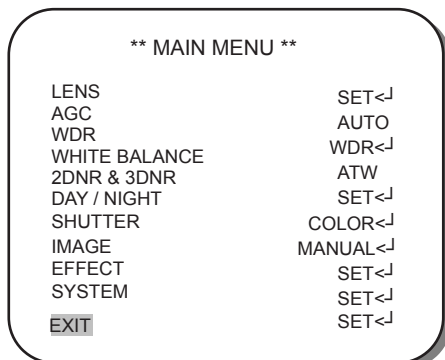 ** MAIN MENU **
LENS SET<┘
AGC AUTO
WDR WDR<┘
WHITE BALANCE ATW
2DNR & 3DNR SET<┘
DAY / NIGHT COLOR<┘
SHUTTER MANUAL<┘
IMAGE SET<┘
EFFECT SET<┘
SYSTEM SET<┘
EXIT